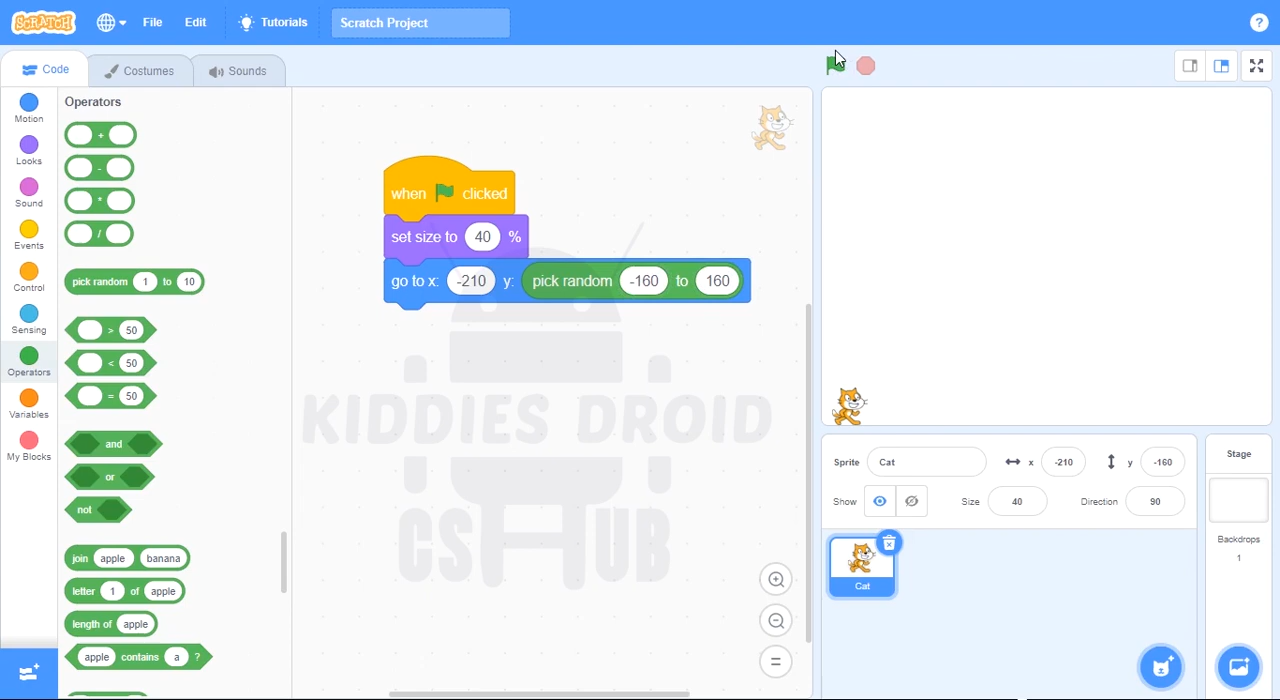 SCRATCH File Edit Tutorials Scratch Project ?
Code Costumes Sounds
Motion
Looks
Sound
Events
Control
Sensing
Operators
Variables
My Blocks
Operators
+
-
*
/
pick random 1 to 10
> 50
< 50
= 50
and
or
not
join apple banana
letter 1 of apple
length of apple
apple contains a ?
when clicked
set size to 40 %
go to x: -210 y: pick random -160 to 160
KIDDIES DROID
CSHUB
Sprite Cat x -210 y -160
Show Size 40 Direction 90
Cat
Stage
Backdrops
1